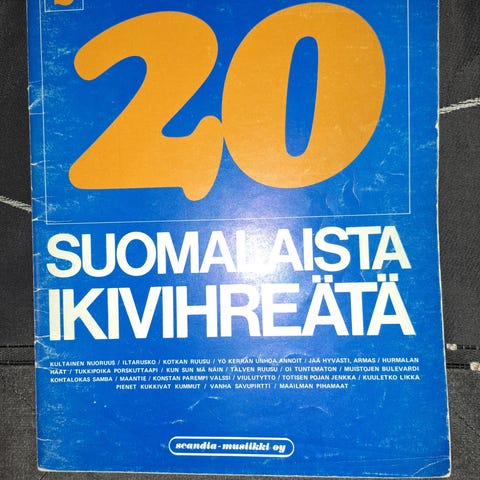 20
SUOMALAISTA
IKIVIHREÄTÄ
KULTAINEN NUORUUS / ILTARUSKO / KOTKAN RUUSU / YÖ KERRAN UNHOA ANNOIT / JÄÄ HYVÄSTI, ARMAS / HURMALAN
HÄÄT / TUKKIPOIKA PORSKUTTAAPI / KUN SUN MÄ NÄIN / TALVEN RUUSU / OI TUNTEMATON / MUISTOJEN BULEVARDI
KOHTALOKAS SAMBA / MAANTIE / KONSTAN PAREMPI VALSSI / VIULUTYTTÖ / TOTISEN POJAN JENKKA / KUULETKO LIKKA
PIENET KUKKIVAT KUMMUT / VANHA SAVUPIRTTI / MAAILMAN PIHAMAAT
scandia-musiikki oy